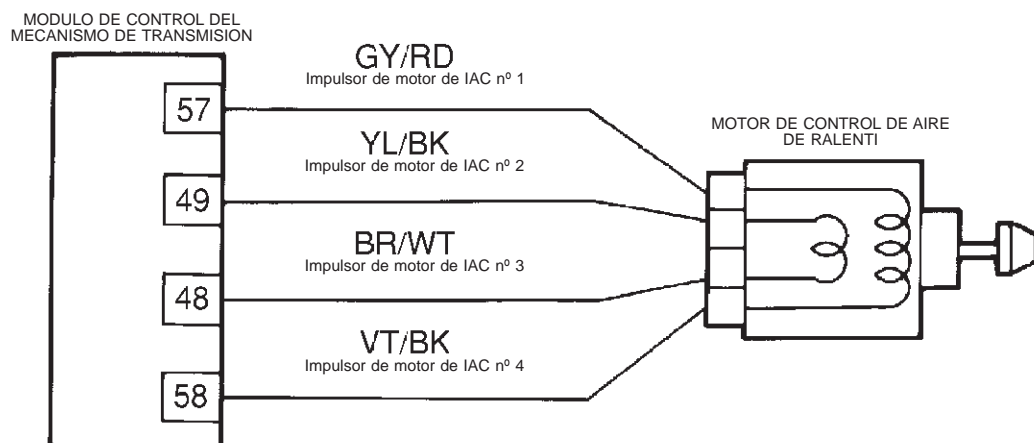 MODULO DE CONTROL DEL
MECANISMO DE TRANSMISION
GY/RD
Impulsor de motor de IAC nº 1
57
MOTOR DE CONTROL DE AIRE
DE RALENTI
YL/BK
Impulsor de motor de IAC nº 2
49
BR/WT
Impulsor de motor de IAC nº 3
48
VT/BK
Impulsor de motor de IAC nº 4
58